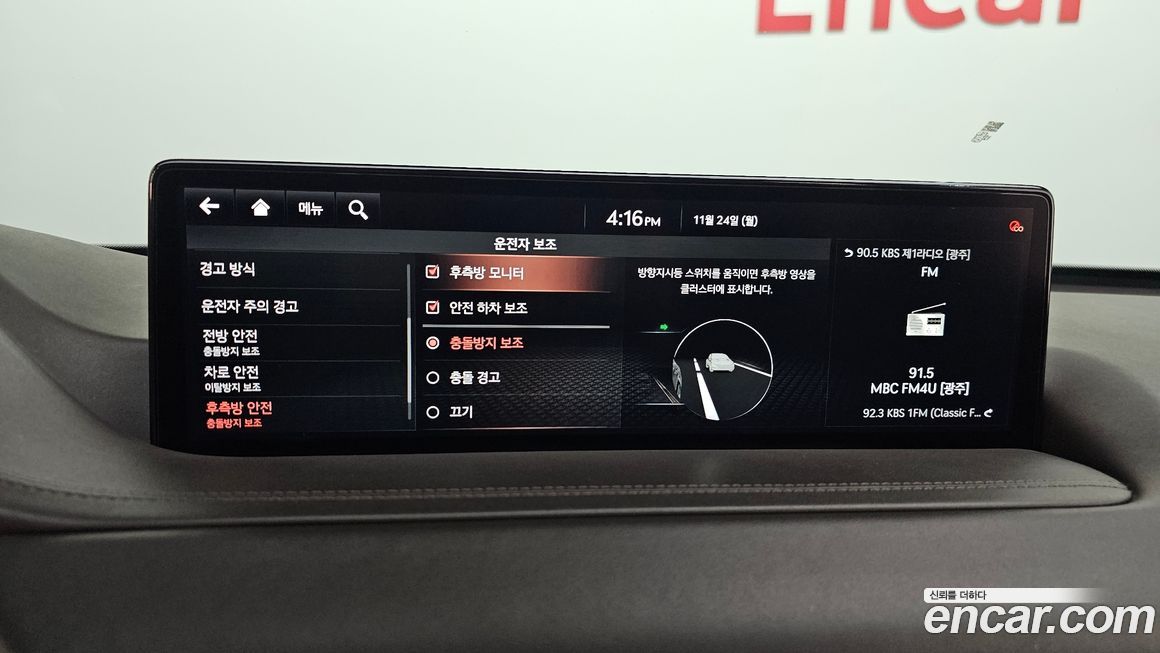 Encar
메뉴
4:16 PM
11월 24일 (월)
운전자 보조
경고 방식
운전자 주의 경고
전방 안전
충돌방지 보조
차로 안전
이탈방지 보조
후측방 안전
충돌방지 보조
후측방 모니터
안전 하차 보조
충돌방지 보조
충돌 경고
끄기
방향지시등 스위치를 움직이면 후측방 영상을
클러스터에 표시합니다.
90.5 KBS 제1라디오 [광주]
FM
91.5
MBC FM4U [광주]
92.3 KBS 1FM (Classic F...
신뢰를 더하다
encar.com